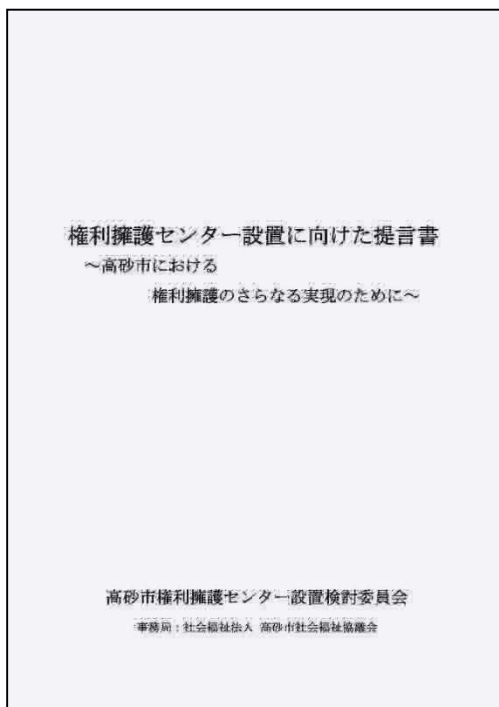 権利擁護センター設置に向けた提言書
～高砂市における
権利擁護のさらなる実現のために～
高砂市権利擁護センター設置検討委員会
事務局：社会福祉法人 高砂市社会福祉協議会